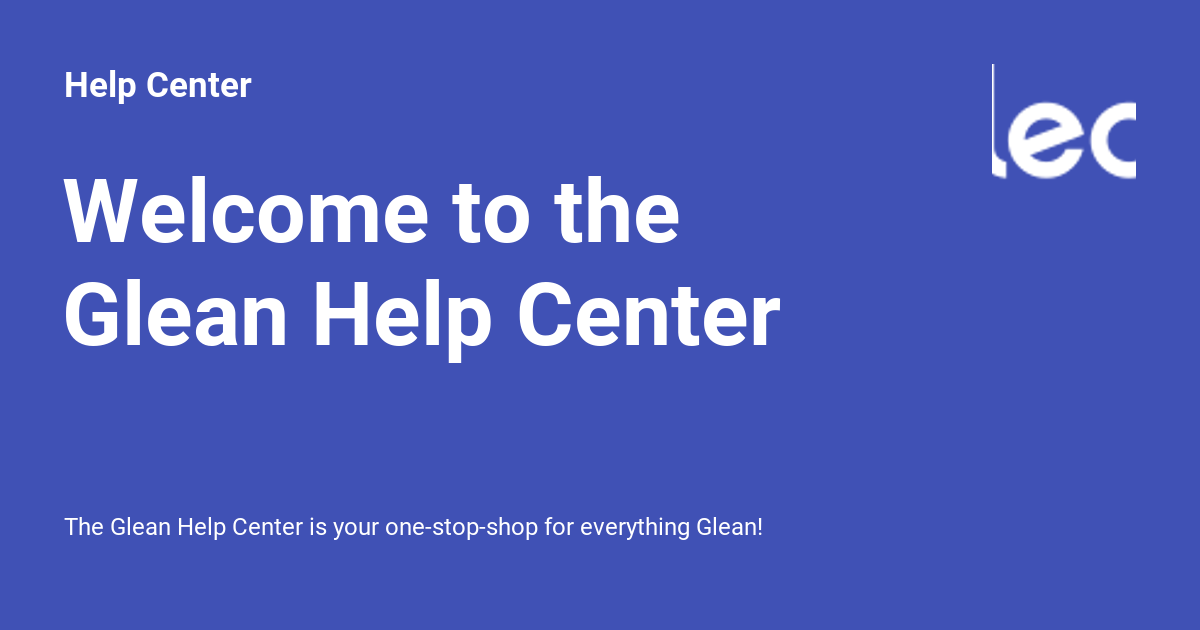 Help Center
Welcome to the
Glean Help Center
The Glean Help Center is your one-stop-shop for everything Glean!